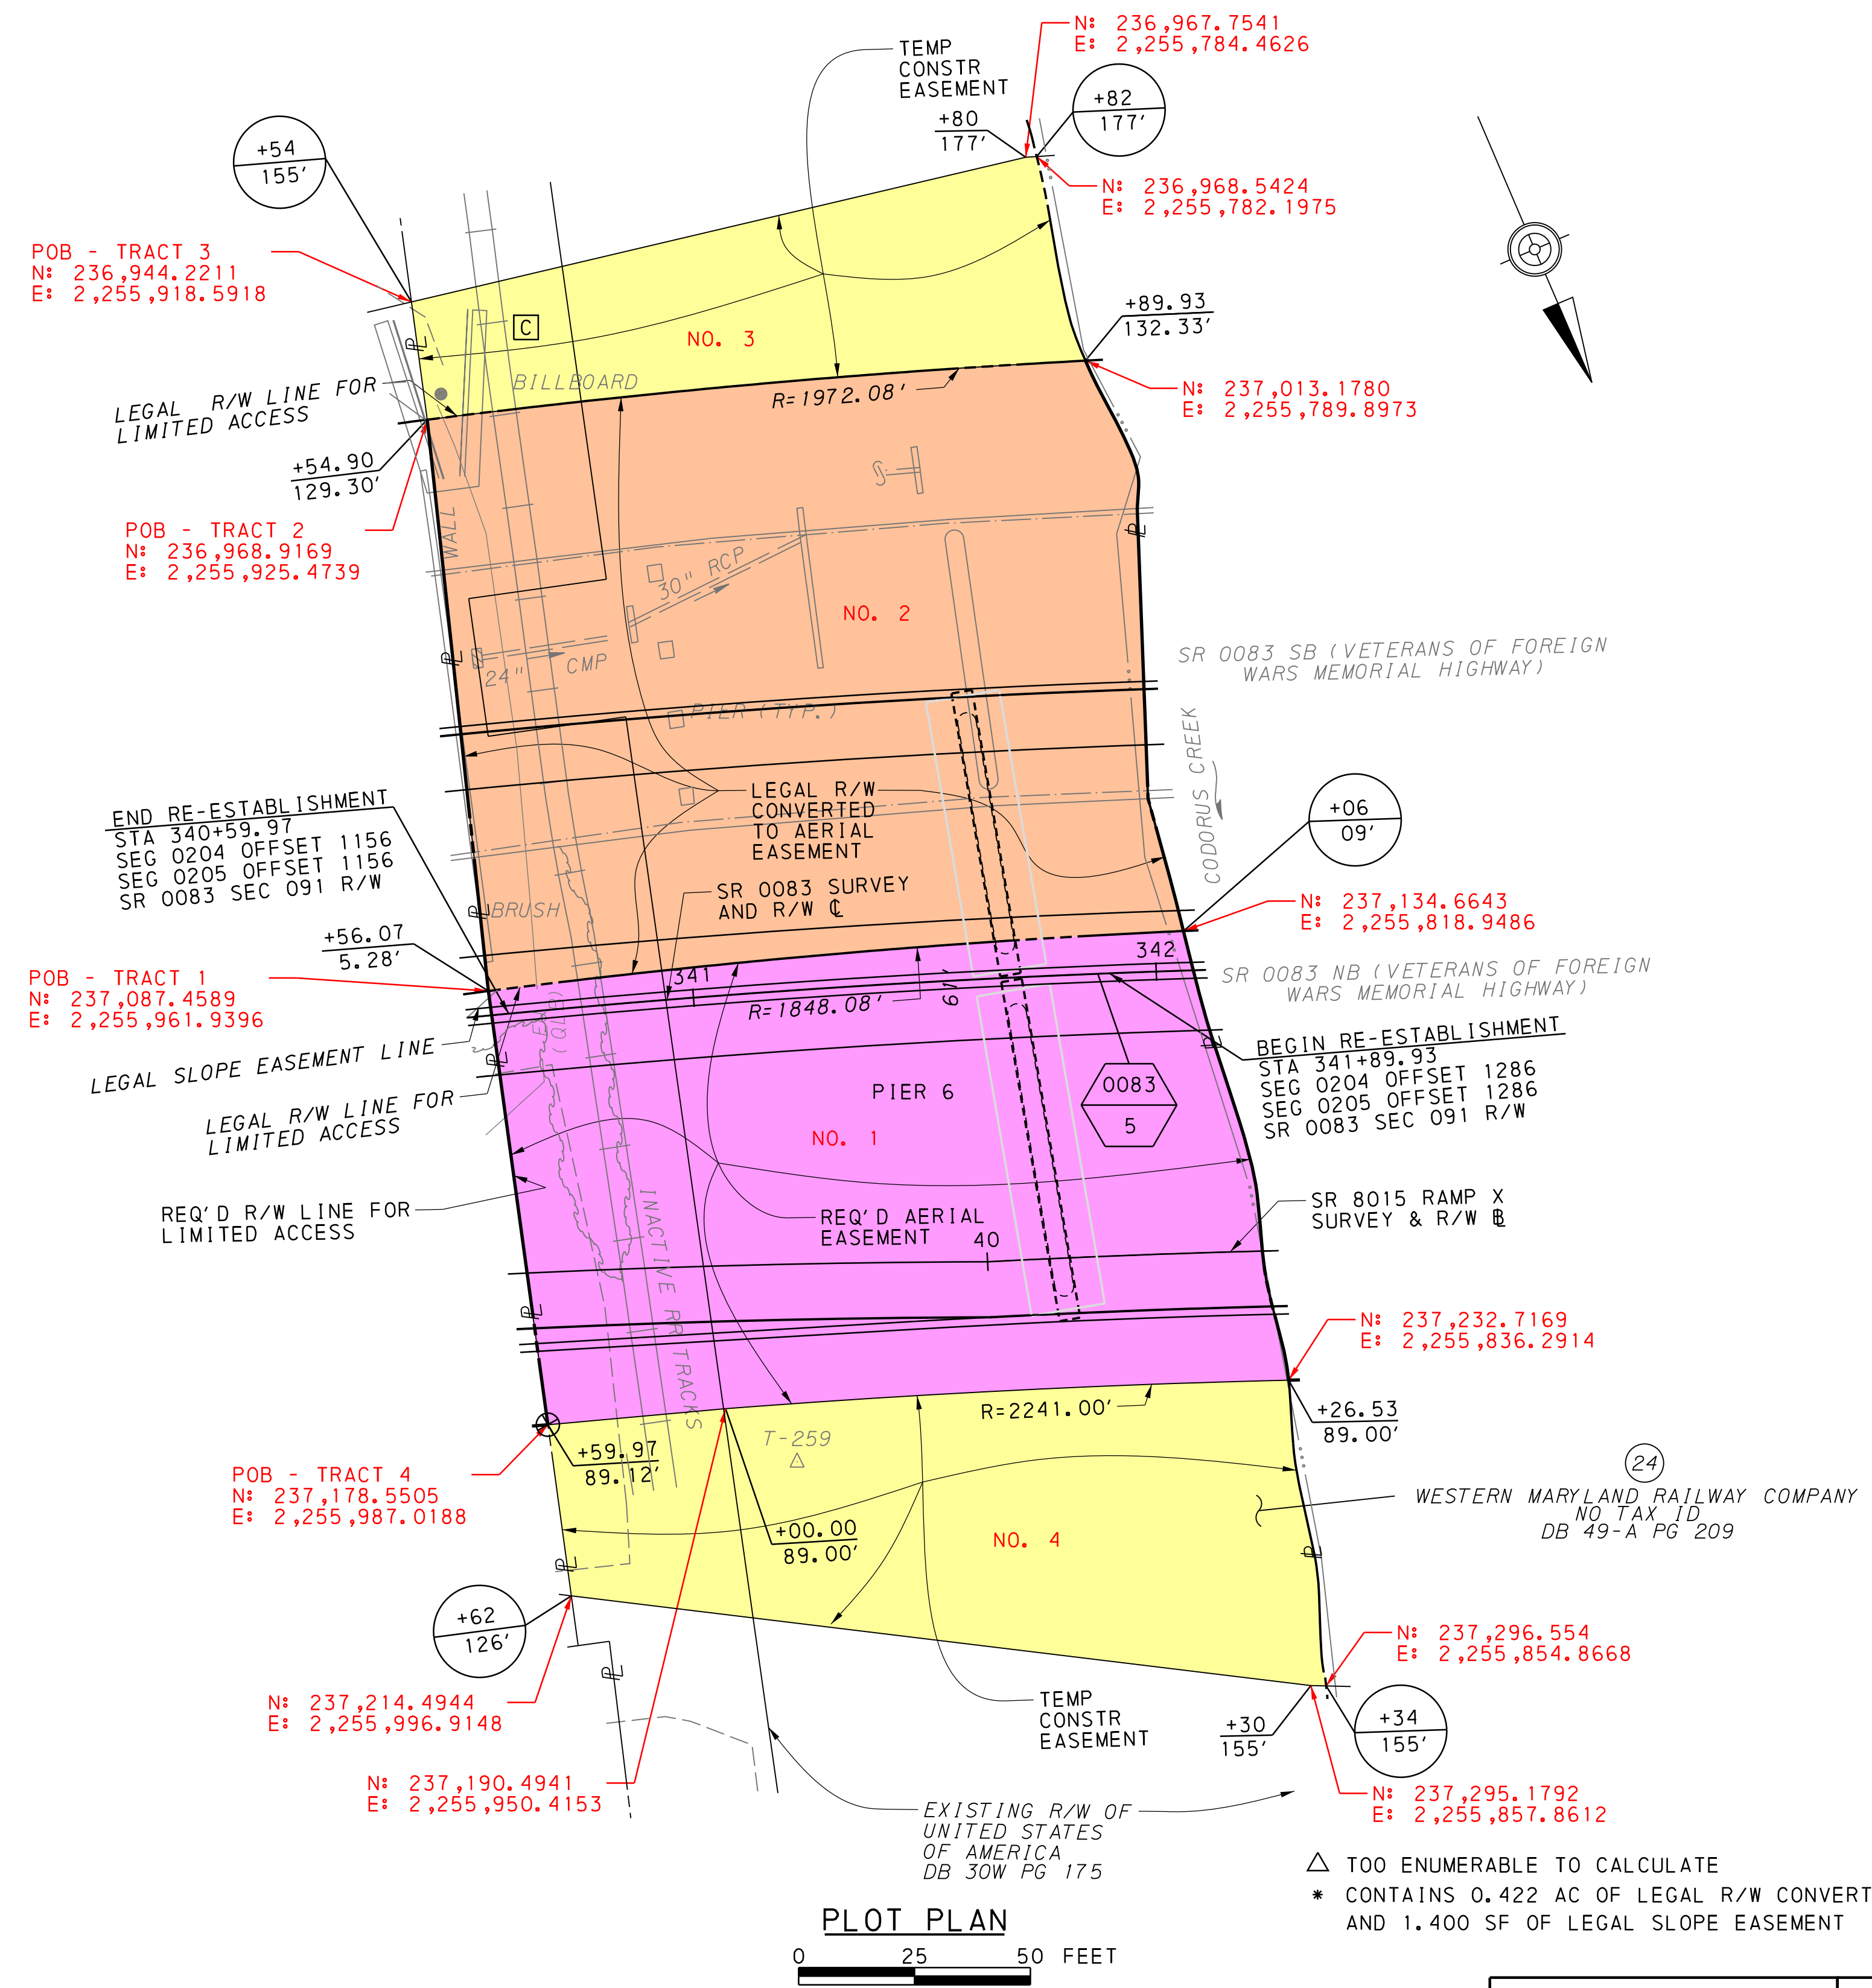 N: 236,967.7541
E: 2,255,784.4626
TEMP
CONSTR
EASEMENT
+82
177'
+80
177'
+54
155'
N: 236,968.5424
E: 2,255,782.1975
POB - TRACT 3
N: 236,944.2211
E: 2,255,918.5918
+89.93
132.33'
C
NO. 3
BILLBOARD
R=1972.08'
LEGAL R/W LINE FOR
LIMITED ACCESS
N: 237,013.1780
E: 2,255,789.8973
+54.90
129.30'
POB - TRACT 2
N: 236,968.9169
E: 2,255,925.4739
WALL
30" RCP
NO. 2
24" CMP
SR 0083 SB (VETERANS OF FOREIGN
WARS MEMORIAL HIGHWAY)
PIER (TYP.)
CODORUS CREEK
LEGAL R/W
CONVERTED
TO AERIAL
EASEMENT
END RE-ESTABLISHMENT
STA 340+59.97
SEG 0204 OFFSET 1156
SEG 0205 OFFSET 1156
SR 0083 SEC 091 R/W
+06
09'
SR 0083 SURVEY
AND R/W ℄
BRUSH
N: 237,134.6643
E: 2,255,818.9486
+56.07
5.28'
POB - TRACT 1
N: 237,087.4589
E: 2,255,961.9396
341
342
R=1848.08'
61'
SR 0083 NB (VETERANS OF FOREIGN
WARS MEMORIAL HIGHWAY)
LEGAL SLOPE EASEMENT LINE
BEGIN RE-ESTABLISHMENT
STA 341+89.93
SEG 0204 OFFSET 1286
SEG 0205 OFFSET 1286
SR 0083 SEC 091 R/W
LEGAL R/W LINE FOR
LIMITED ACCESS
PIER 6
0083
5
NO. 1
REQ'D R/W LINE FOR
LIMITED ACCESS
INACTIVE RR TRACKS
REQ'D AERIAL
EASEMENT
40
SR 8015 RAMP X
SURVEY & R/W BL
N: 237,232.7169
E: 2,255,836.2914
R=2241.00'
+26.53
89.00'
T-259
+59.97
89.12'
POB - TRACT 4
N: 237,178.5505
E: 2,255,987.0188
24
WESTERN MARYLAND RAILWAY COMPANY
NO TAX ID
DB 49-A PG 209
+00.00
89.00'
NO. 4
+62
126'
N: 237,296.554
E: 2,255,854.8668
N: 237,214.4944
E: 2,255,996.9148
TEMP
CONSTR
EASEMENT
+30
155'
+34
155'
N: 237,190.4941
E: 2,255,950.4153
N: 237,295.1792
E: 2,255,857.8612
EXISTING R/W OF
UNITED STATES
OF AMERICA
DB 30W PG 175
△ TOO ENUMERABLE TO CALCULATE
* CONTAINS 0.422 AC OF LEGAL R/W CONVERT
AND 1.400 SF OF LEGAL SLOPE EASEMENT
PLOT PLAN
0 25 50 FEET